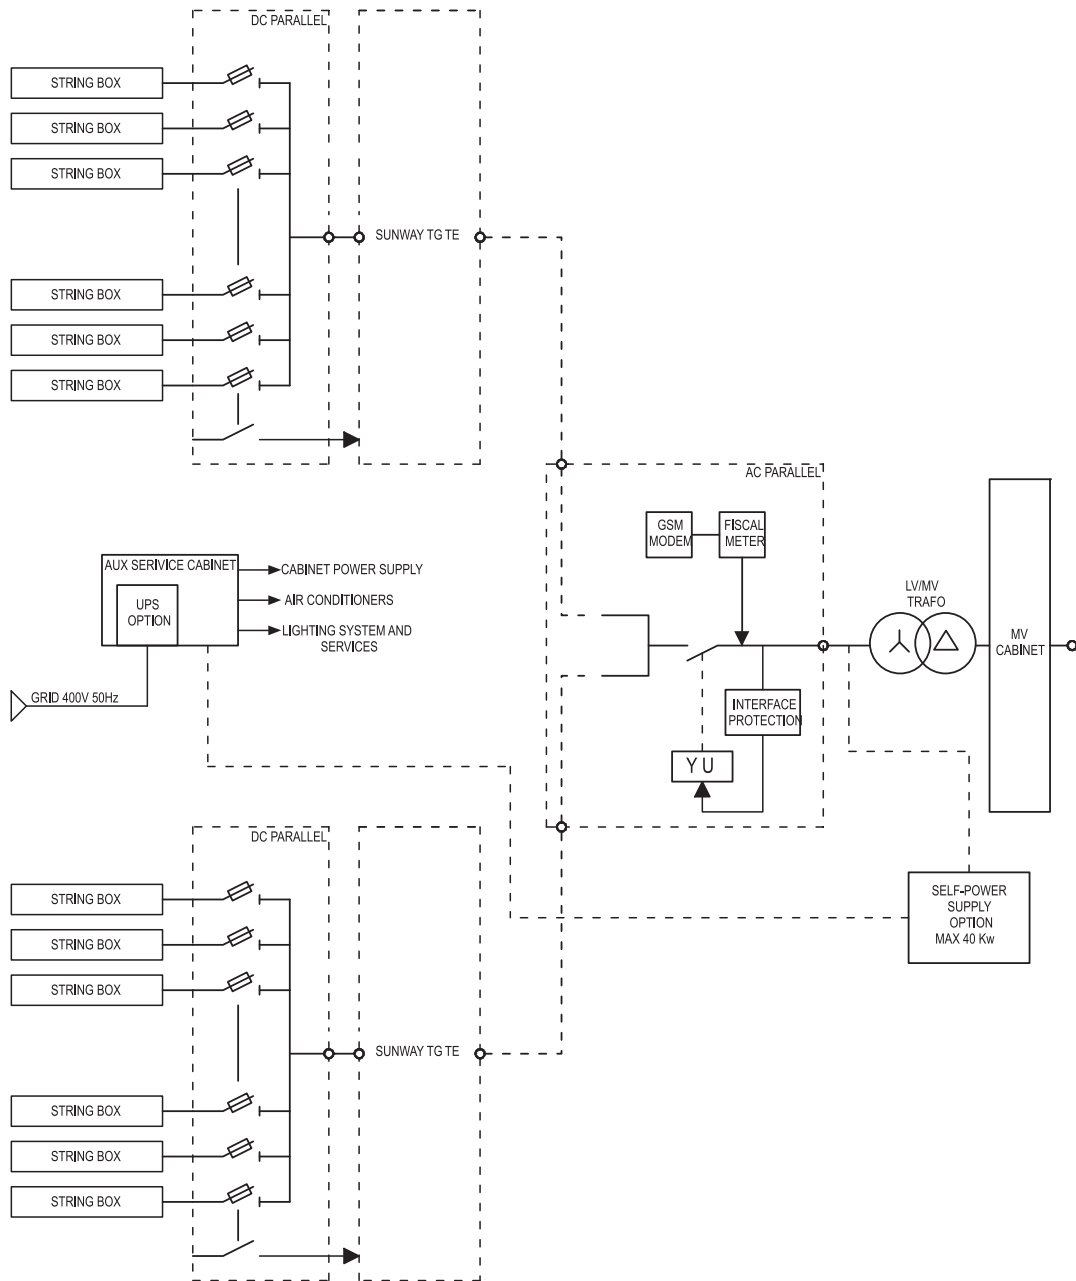 DC PARALLEL
STRING BOX
STRING BOX
STRING BOX
SUNWAY TG TE
STRING BOX
STRING BOX
STRING BOX
AC PARALLEL
GSM
MODEM
FISCAL
METER
AUX SERVICE CABINET
UPS
OPTION
CABINET POWER SUPPLY
AIR CONDITIONERS
LIGHTING SYSTEM AND
SERVICES
GRID 400V 50Hz
LV/MV
TRAFO
MV
CABINET
INTERFACE
PROTECTION
Y U
DC PARALLEL
STRING BOX
STRING BOX
STRING BOX
SUNWAY TG TE
STRING BOX
STRING BOX
STRING BOX
SELF-POWER
SUPPLY
OPTION
MAX 40 Kw